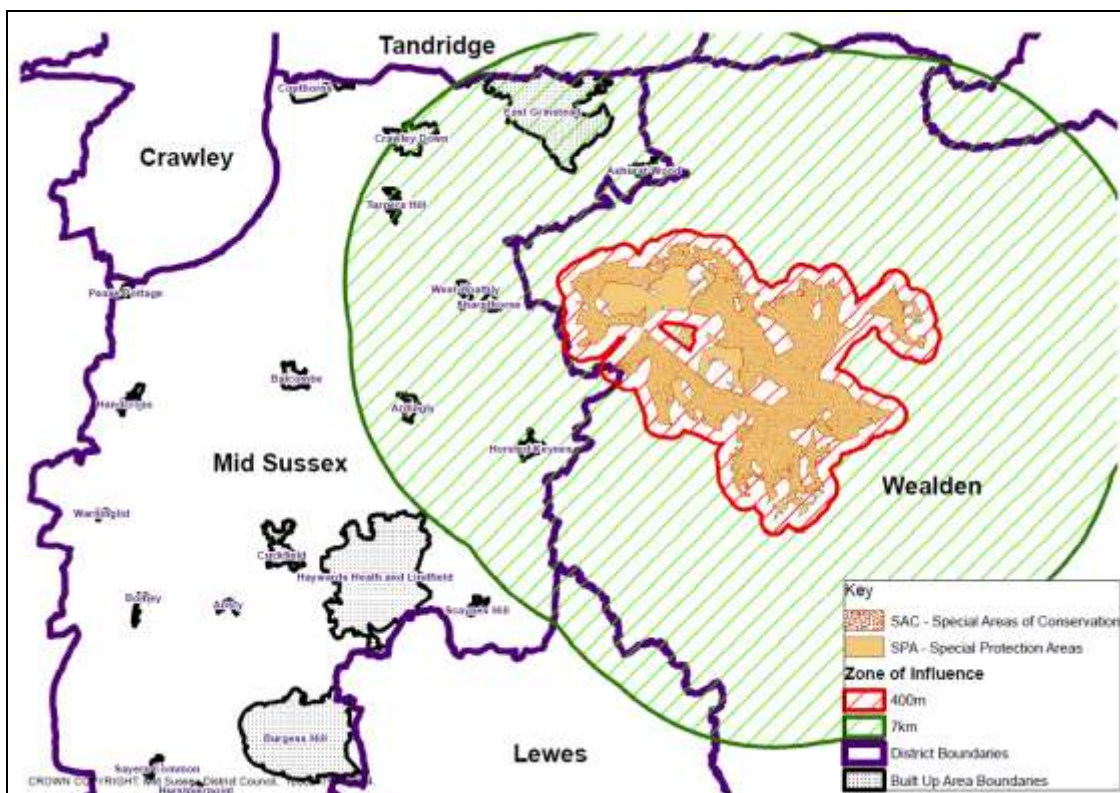 Tandridge
Copthorne
East Grinstead
Crawley Down
Crawley
Ashurst Wood
Turners Hill
West Hoathly
Sharpthorne
Pease Pottage
Balcombe
Handcross
Ardingly
Horsted Keynes
Mid Sussex
Wealden
Warninglid
Cuckfield
Haywards Heath and Lindfield
Bolney
Ansty
Scaynes Hill
Burgess Hill
Lewes
Sayers Common
Hurstpierpoint
CROWN COPYRIGHT. Mid Sussex District Council.
Key
SAC - Special Areas of Conservation
SPA - Special Protection Areas
Zone of Influence
400m
7km
District Boundaries
Built Up Area Boundaries